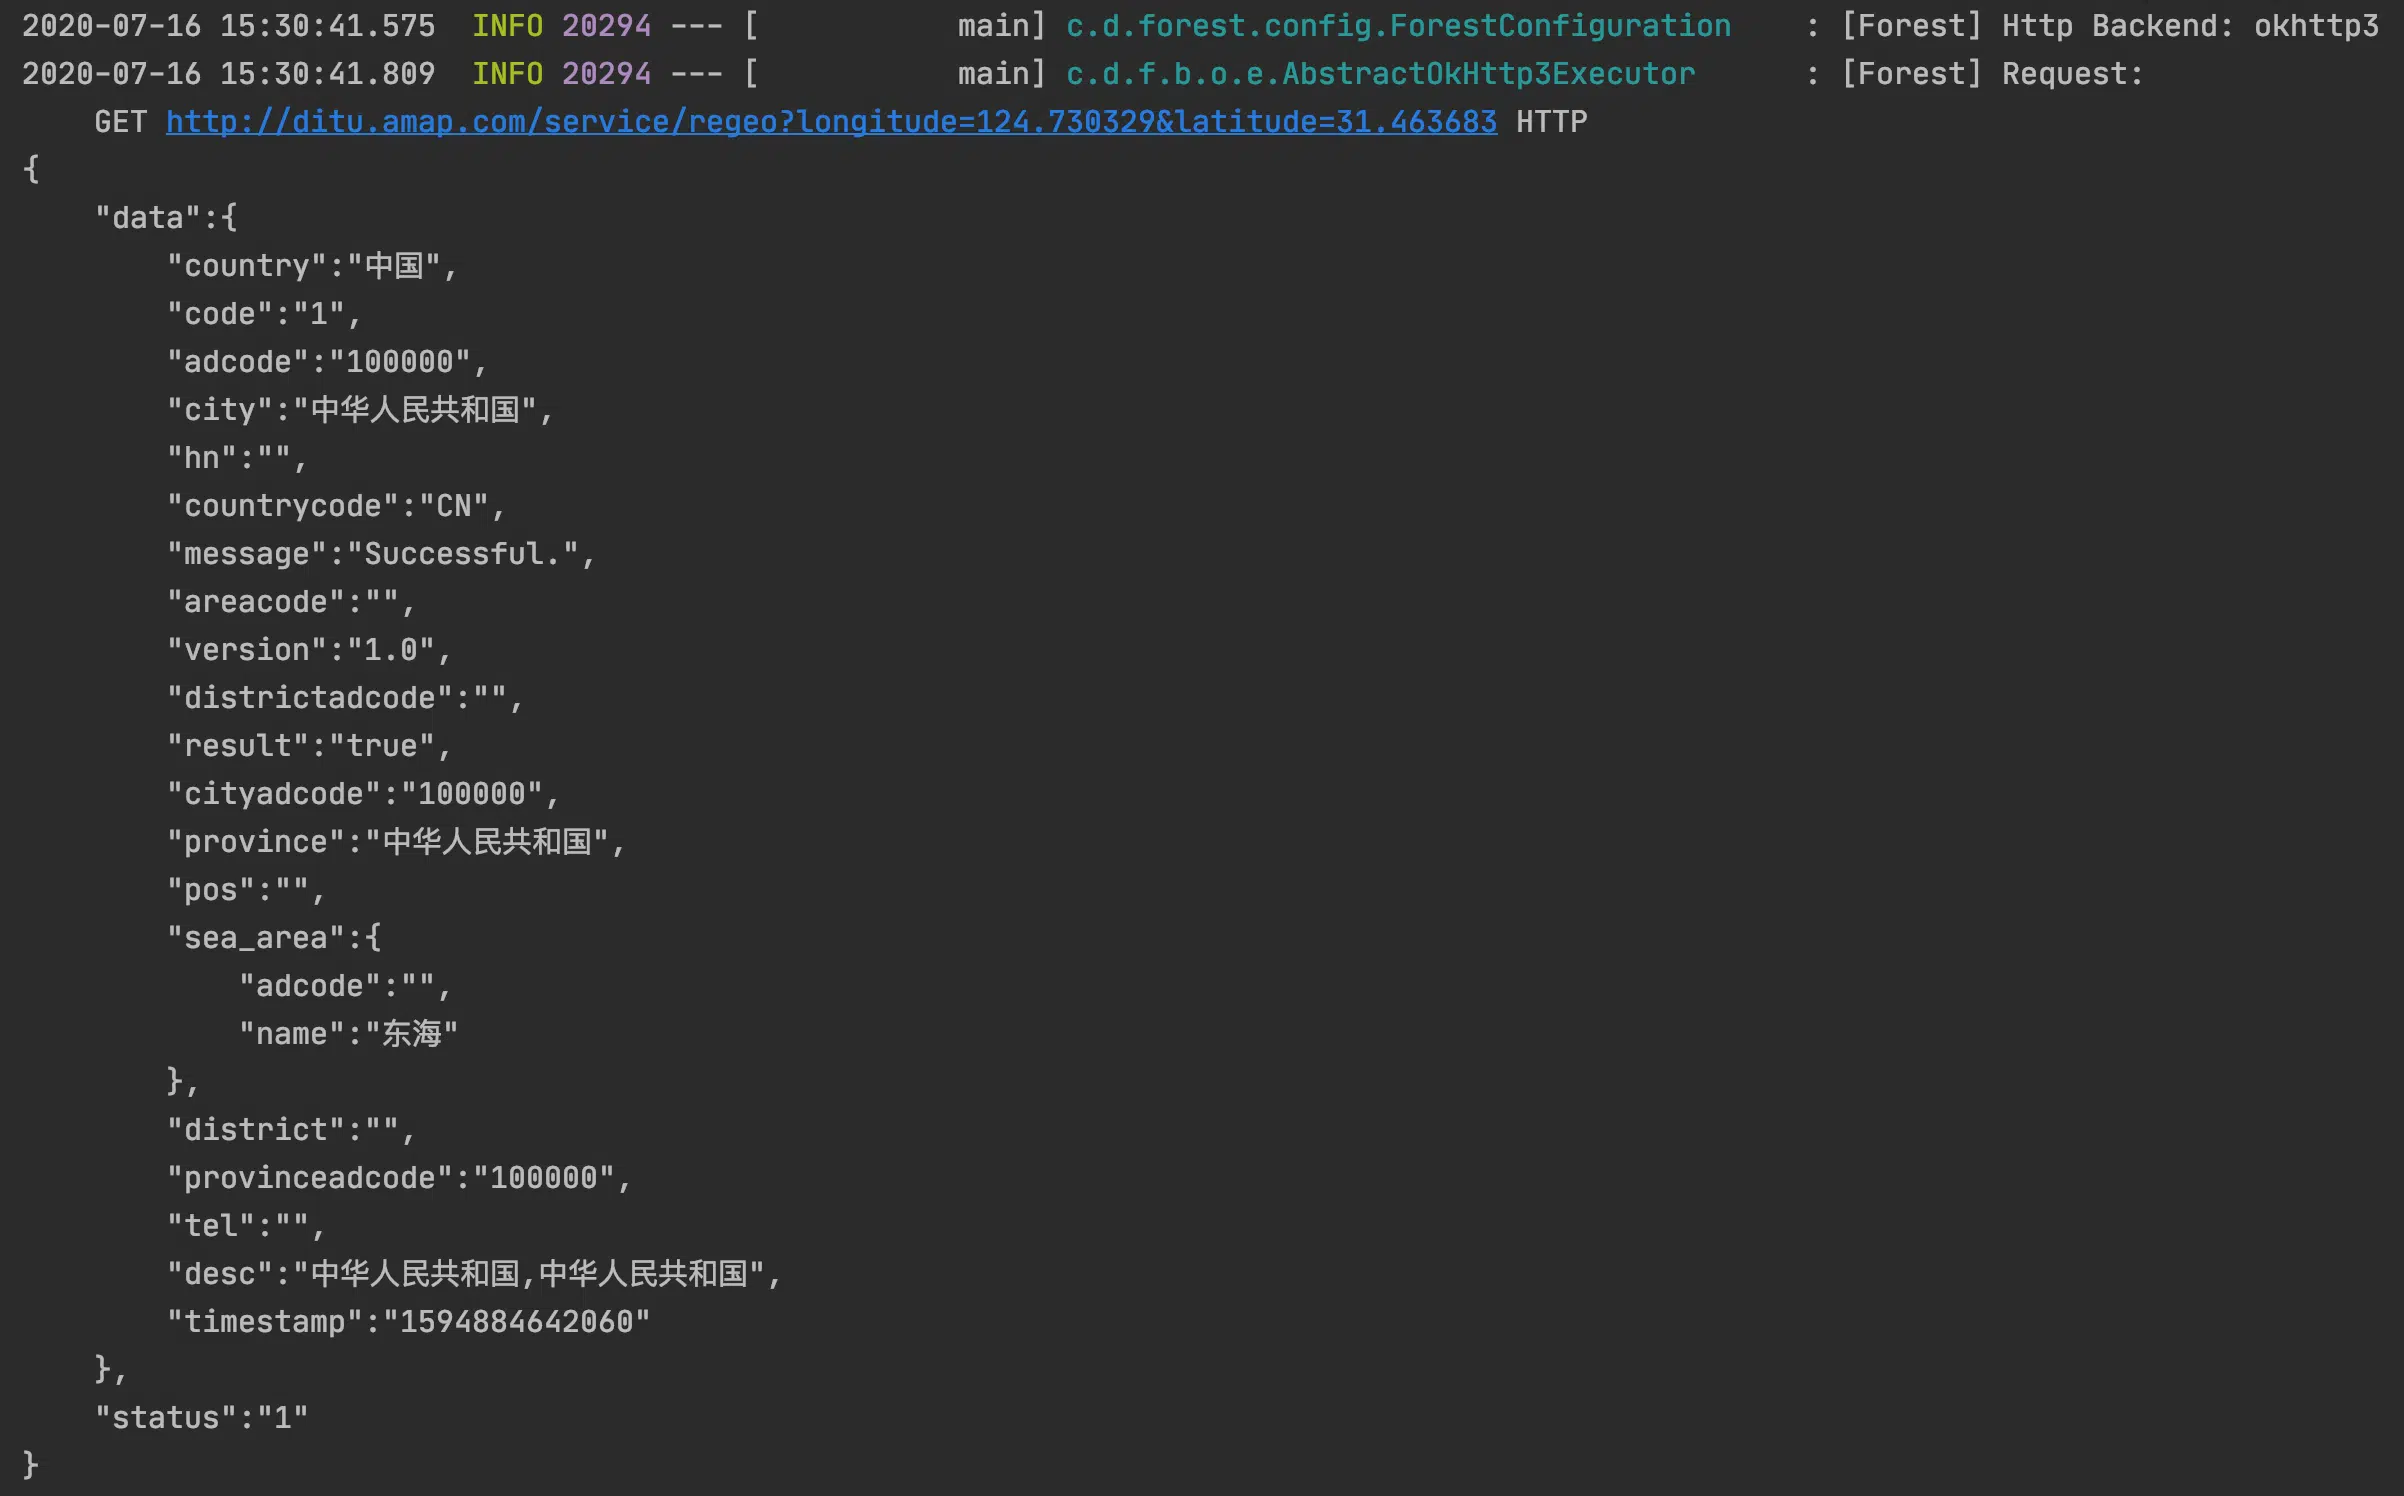 2020-07-16 15:30:41.575  INFO 20294 --- [           main] c.d.forest.config.ForestConfiguration    : [Forest] Http Backend: okhttp3
2020-07-16 15:30:41.809  INFO 20294 --- [           main] c.d.f.b.o.e.AbstractOkHttp3Executor      : [Forest] Request:
    GET http://ditu.amap.com/service/regeo?longitude=124.730329&latitude=31.463683 HTTP
{
    "data":{
        "country":"中国",
        "code":"1",
        "adcode":"100000",
        "city":"中华人民共和国",
        "hn":"",
        "countrycode":"CN",
        "message":"Successful.",
        "areacode":"",
        "version":"1.0",
        "districtadcode":"",
        "result":"true",
        "cityadcode":"100000",
        "province":"中华人民共和国",
        "pos":"",
        "sea_area":{
            "adcode":"",
            "name":"东海"
        },
        "district":"",
        "provinceadcode":"100000",
        "tel":"",
        "desc":"中华人民共和国,中华人民共和国",
        "timestamp":"1594884642060"
    },
    "status":"1"
}